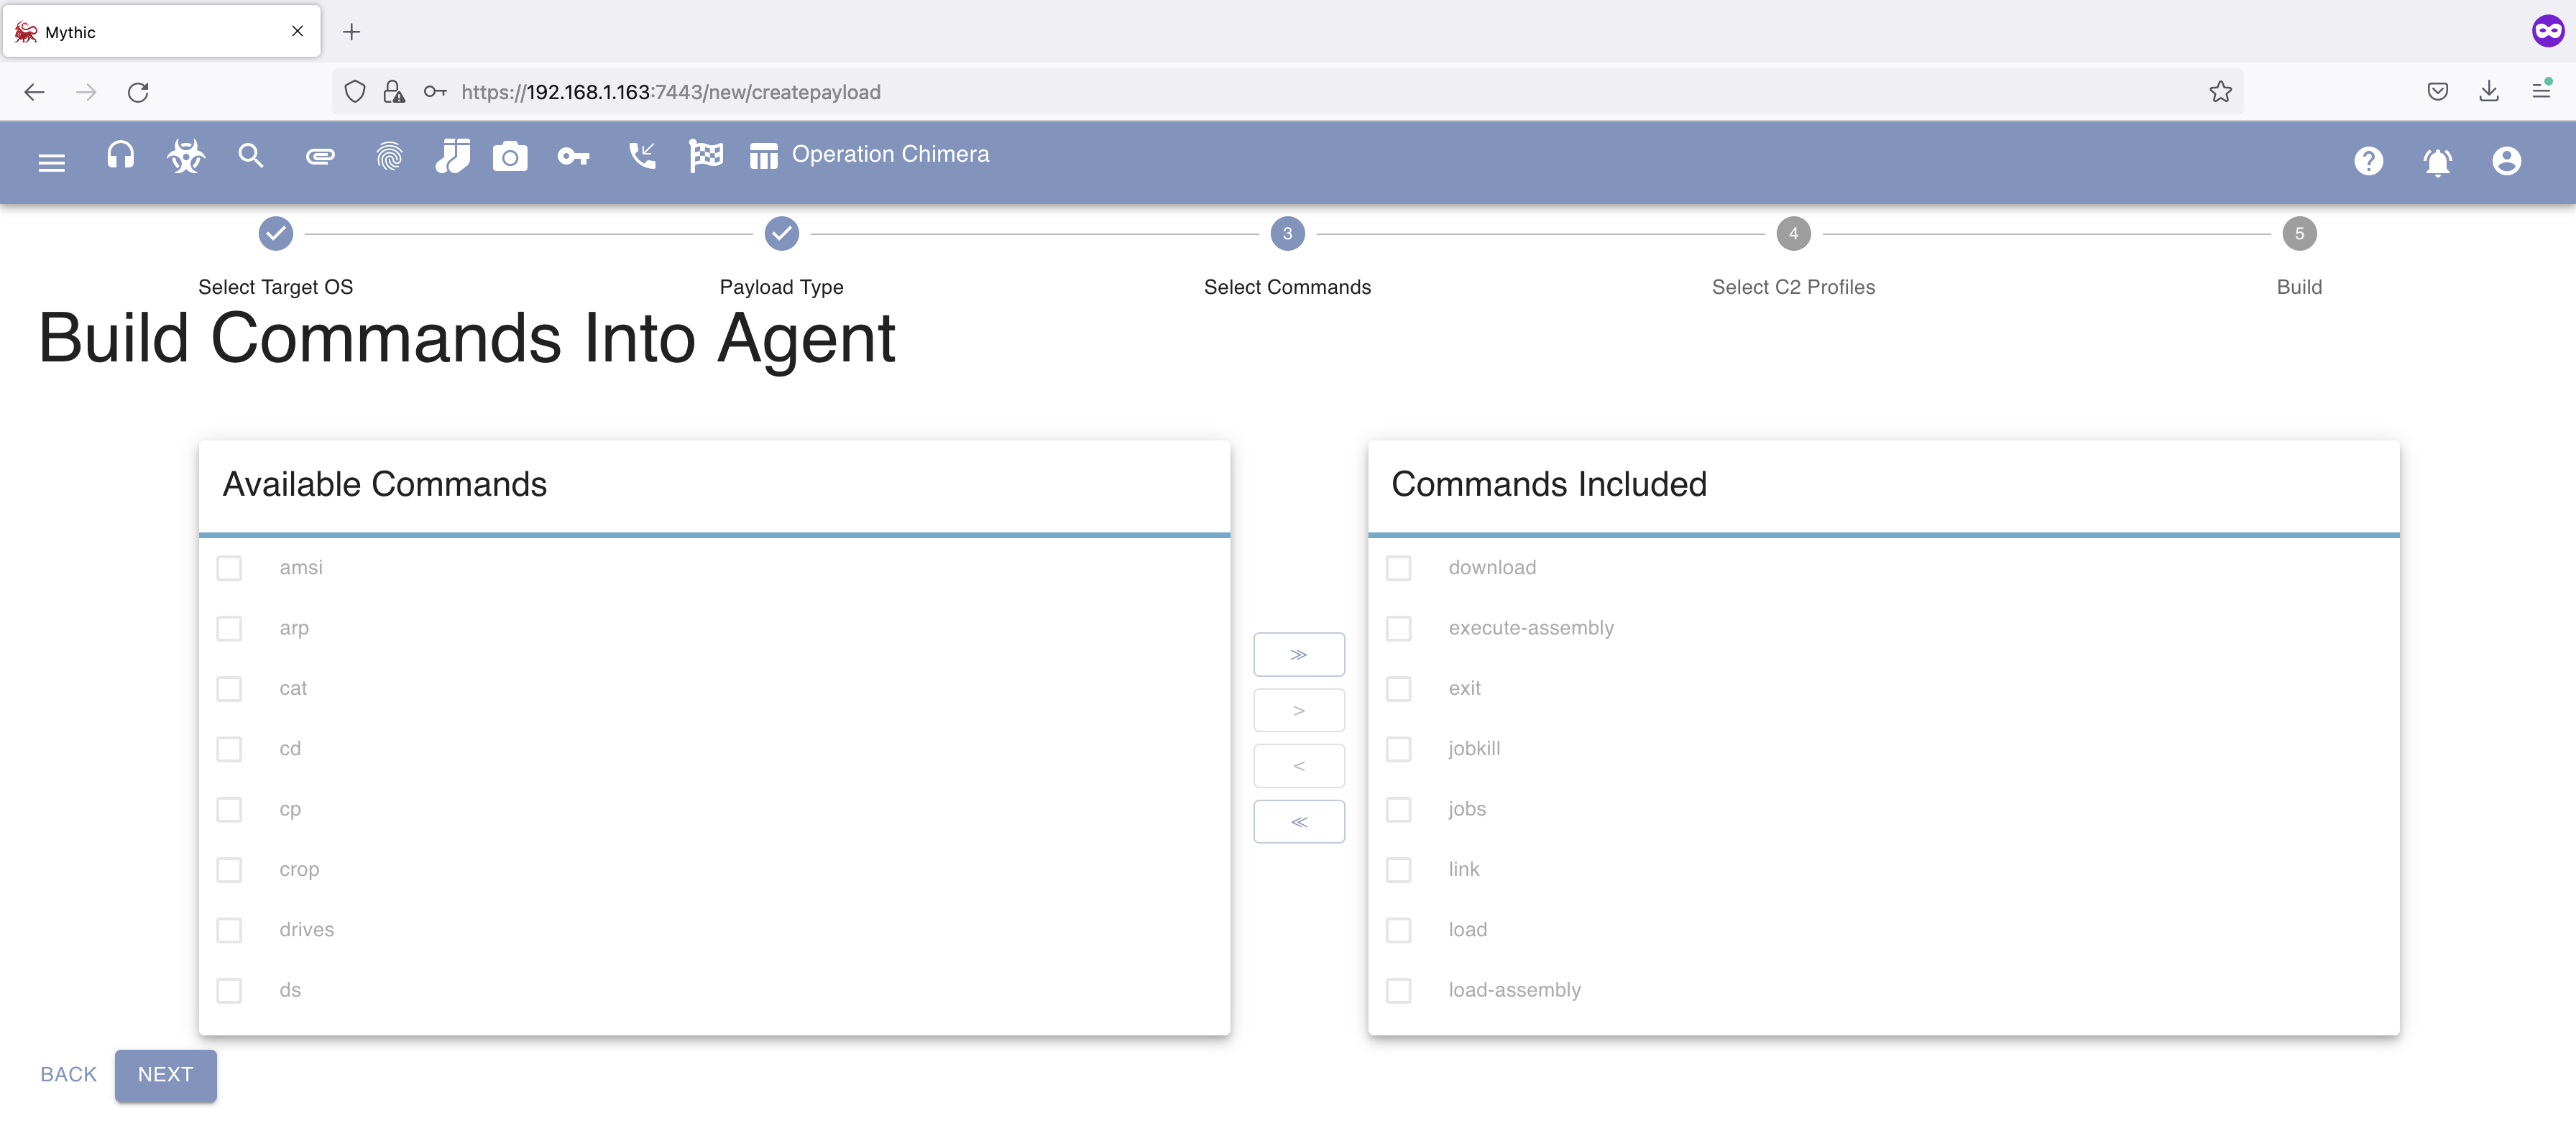 Mythic
https://192.168.1.163:7443/new/createpayload
Operation Chimera
3
4
5
Select Target OS
Payload Type
Select Commands
Select C2 Profiles
Build
Build Commands Into Agent
Available Commands
amsi
arp
cat
cd
cp
crop
drives
ds
≫
>
<
≪
Commands Included
download
execute-assembly
exit
jobkill
jobs
link
load
load-assembly
BACK
NEXT